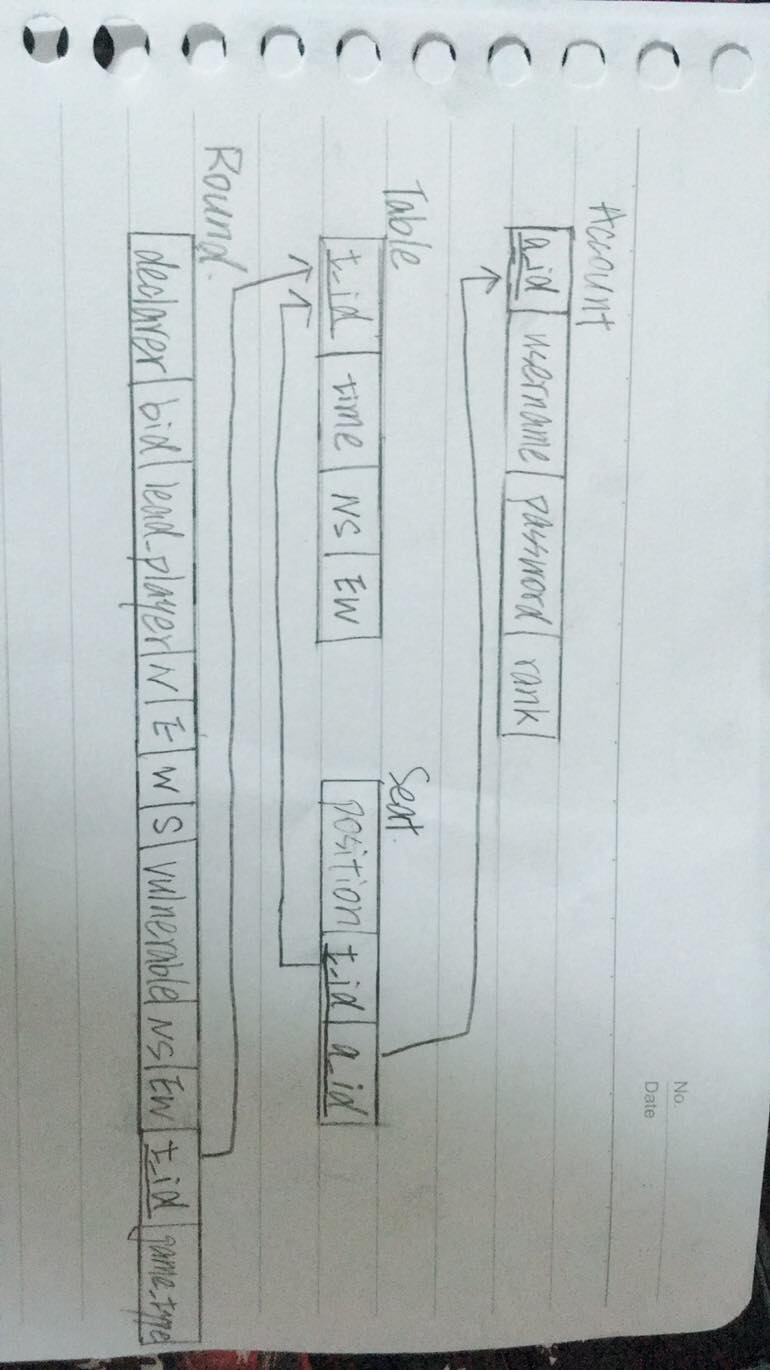 No.
Date
Account
a_id username password rank
Table Seat.
t_id time NS EW position t_id a_id
Round.
declarer bid lead_player N E W S vulnerable NS EW t_id game_type